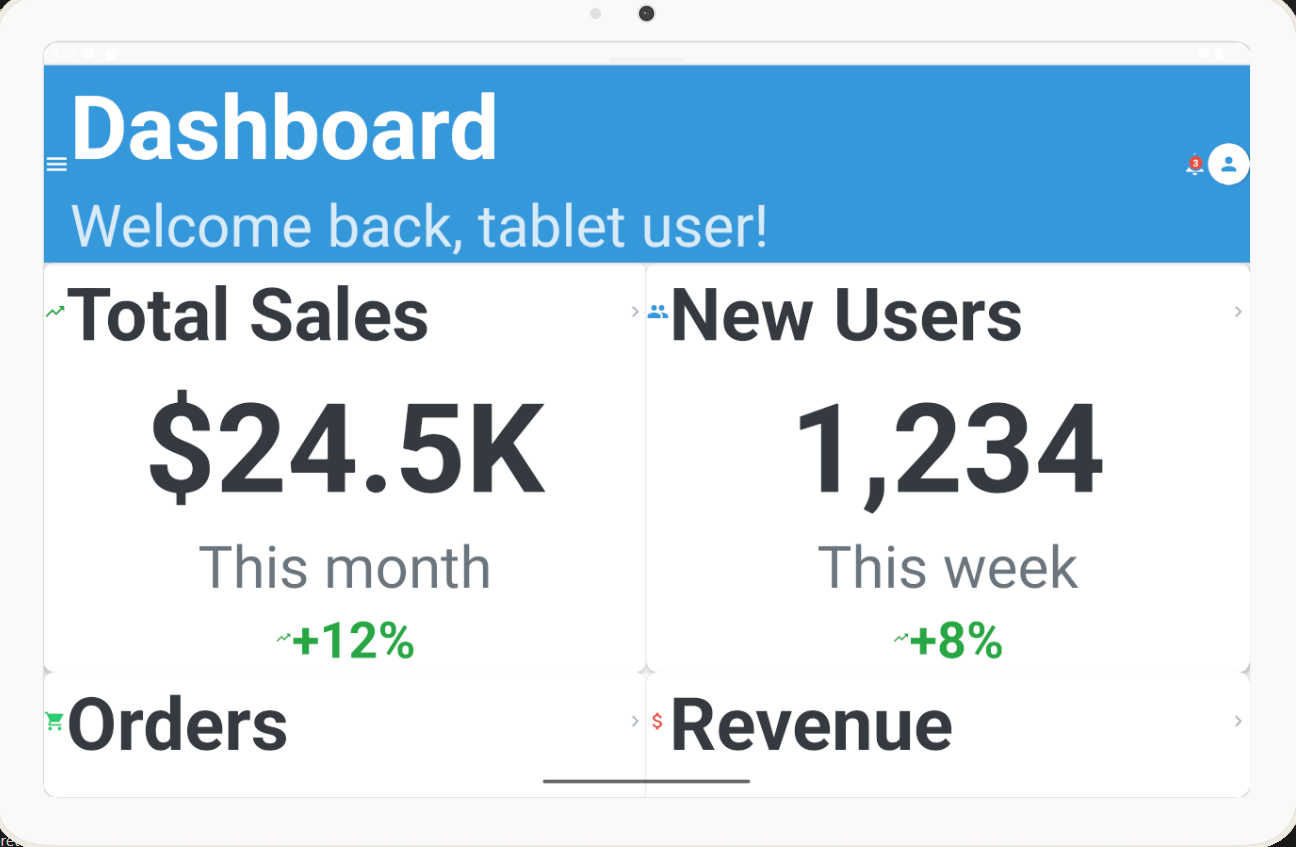 Dashboard
3
Welcome back, tablet user!
Total Sales
New Users
$24.5K
1,234
This month
This week
+12%
+8%
Orders
$ Revenue